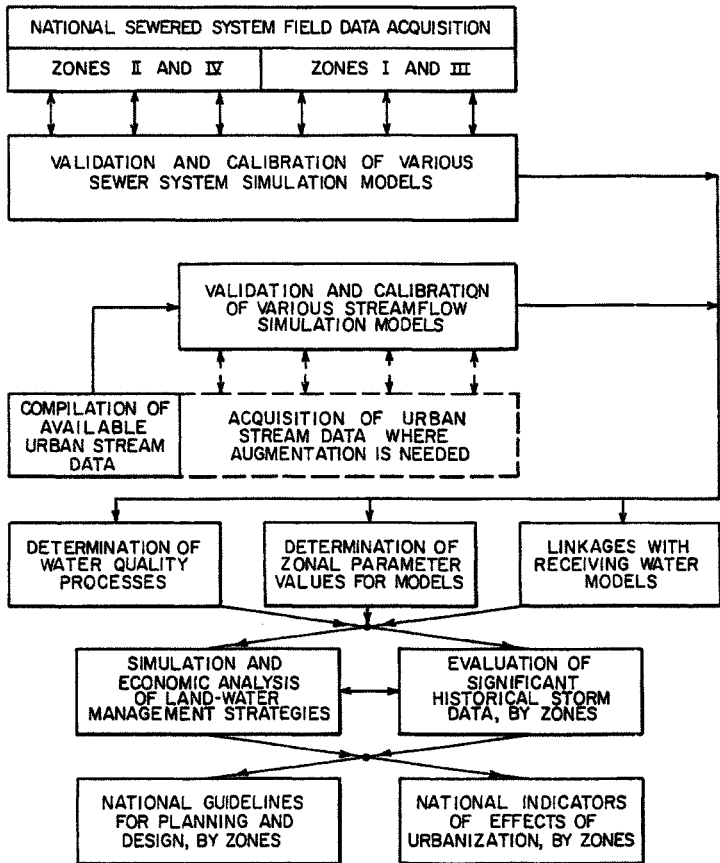 NATIONAL SEWERED SYSTEM FIELD DATA ACQUISITION
ZONES II AND IV
ZONES I AND III
VALIDATION AND CALIBRATION OF VARIOUS
SEWER SYSTEM SIMULATION MODELS
VALIDATION AND CALIBRATION
OF VARIOUS STREAMFLOW
SIMULATION MODELS
COMPILATION OF
AVAILABLE
URBAN STREAM
DATA
ACQUISITION OF URBAN
STREAM DATA WHERE
AUGMENTATION IS NEEDED
DETERMINATION OF
WATER QUALITY
PROCESSES
DETERMINATION OF
ZONAL PARAMETER
VALUES FOR MODELS
LINKAGES WITH
RECEIVING WATER
MODELS
SIMULATION AND
ECONOMIC ANALYSIS
OF LAND-WATER
MANAGEMENT STRATEGIES
EVALUATION OF
SIGNIFICANT
HISTORICAL STORM
DATA, BY ZONES
NATIONAL GUIDELINES
FOR PLANNING AND
DESIGN, BY ZONES
NATIONAL INDICATORS
OF EFFECTS OF
URBANIZATION, BY ZONES